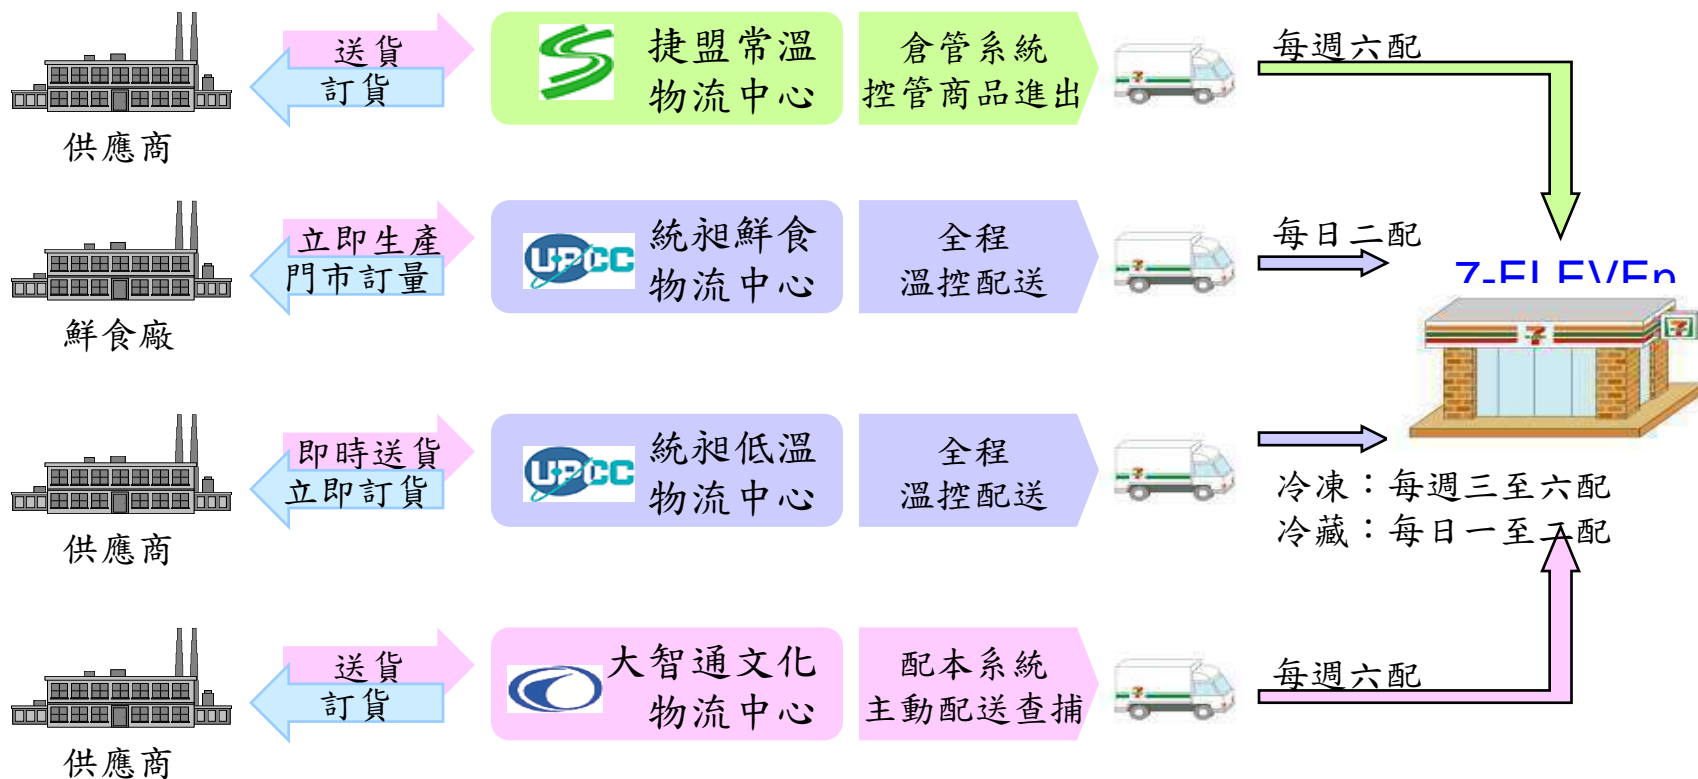 送貨
訂貨
捷盟常溫
物流中心
倉管系統
控管商品進出
每週六配
供應商
立即生產
門市訂量
UPCC
統昶鮮食
物流中心
全程
溫控配送
每日二配
7-ELEVEn
鮮食廠
即時送貨
立即訂貨
UPCC
統昶低溫
物流中心
全程
溫控配送
冷凍：每週三至六配
冷藏：每日一至二配
供應商
送貨
訂貨
大智通文化
物流中心
配本系統
主動配送查捕
每週六配
供應商